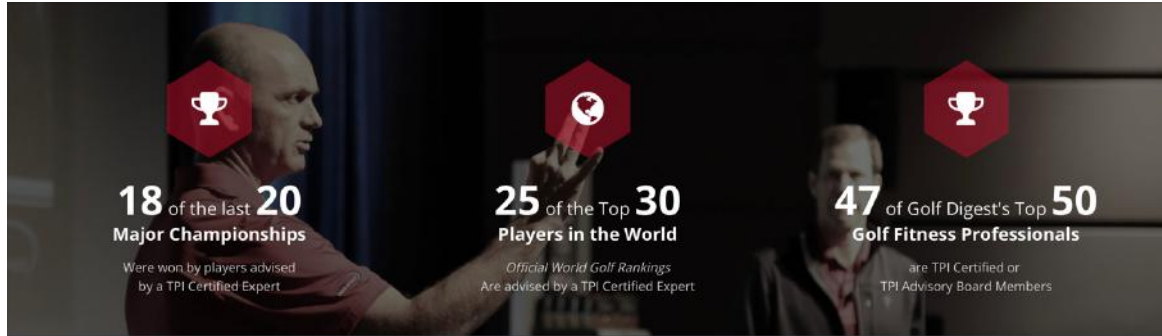 18 of the last 20
Major Championships
Were won by players advised
by a TPI Certified Expert
25 of the Top 30
Players in the World
Official World Golf Rankings
Are advised by a TPI Certified Expert
47 of Golf Digest's Top 50
Golf Fitness Professionals
are TPI Certified or
TPI Advisory Board Members